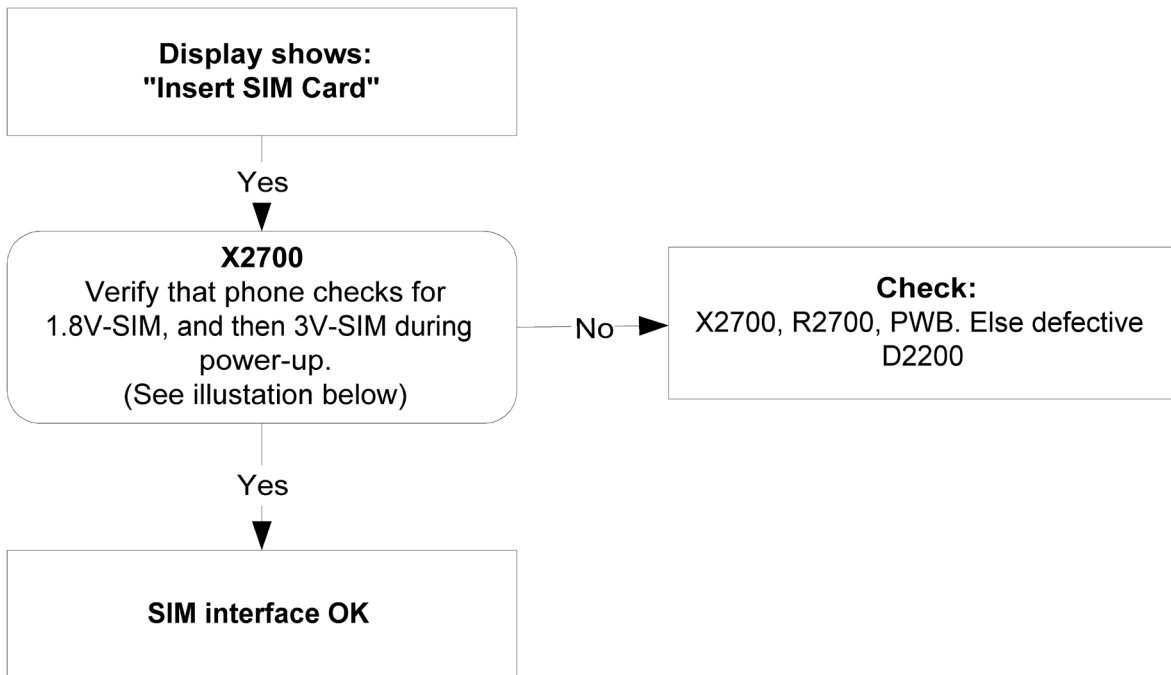 Display shows:
"Insert SIM Card"
Yes
X2700
Verify that phone checks for
1.8V-SIM, and then 3V-SIM during
power-up.
(See illustation below)
No
Check:
X2700, R2700, PWB. Else defective
D2200
Yes
SIM interface OK